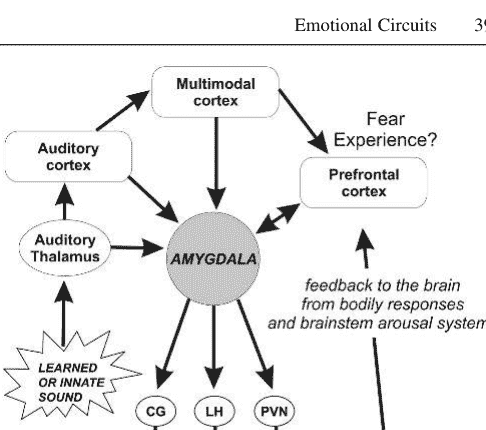 Emotional Circuits 39
Multimodal
cortex
Fear
Experience?
Auditory
cortex
Prefrontal
cortex
Auditory
Thalamus
AMYGDALA
feedback to the brain
from bodily responses
and brainstem arousal system
LEARNED
OR INNATE
SOUND
CG LH PVN